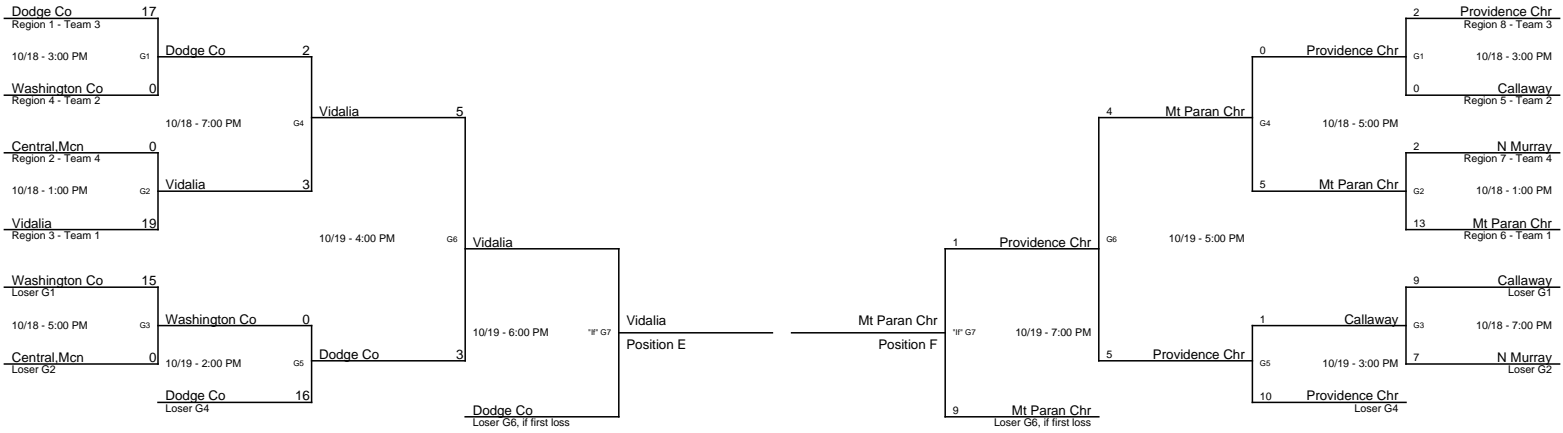 Dodge Co 17
Region 1 - Team 3
10/18 - 3:00 PM G1
Washington Co 0
Region 4 - Team 2
Dodge Co 2
10/18 - 7:00 PM G4
Central,Mcn 0
Region 2 - Team 4
10/18 - 1:00 PM G2
Vidalia 19
Region 3 - Team 1
Vidalia 3
Vidalia 5
10/19 - 4:00 PM G6
Washington Co 15
Loser G1
10/18 - 5:00 PM G3
Central,Mcn 0
Loser G2
Washington Co 0
10/19 - 2:00 PM G5
Dodge Co 16
Loser G4
Dodge Co 3
Vidalia
10/19 - 6:00 PM "If" G7
Dodge Co
Loser G6, if first loss
Vidalia
Position E
Mt Paran Chr
Position F
1 Providence Chr
"If" G7 10/19 - 7:00 PM
9 Mt Paran Chr
Loser G6, if first loss
4 Mt Paran Chr
G6 10/19 - 5:00 PM
5 Providence Chr
0 Providence Chr
G4 10/18 - 5:00 PM
5 Mt Paran Chr
2 Providence Chr
Region 8 - Team 3
G1 10/18 - 3:00 PM
0 Callaway
Region 5 - Team 2
2 N Murray
Region 7 - Team 4
G2 10/18 - 1:00 PM
13 Mt Paran Chr
Region 6 - Team 1
1 Callaway
G5 10/19 - 3:00 PM
10 Providence Chr
Loser G4
9 Callaway
Loser G1
G3 10/18 - 7:00 PM
7 N Murray
Loser G2